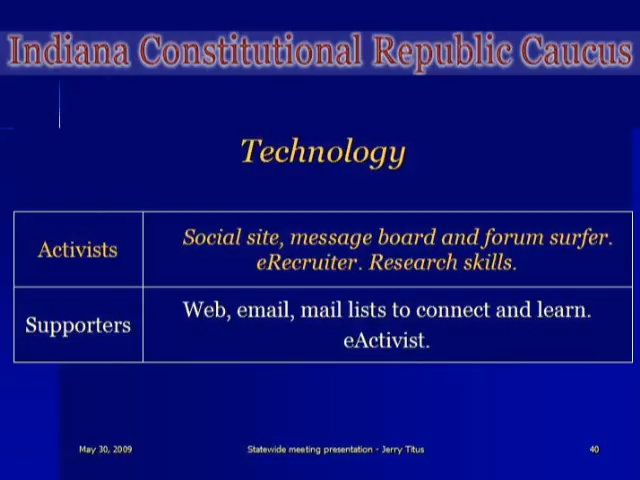 Indiana Constitutional Republic Caucus
Technology
Activists
Social site, message board and forum surfer.
eRecruiter. Research skills.
Supporters
Web, email, mail lists to connect and learn.
eActivist.
May 30, 2009
Statewide meeting presentation - Jerry Titus
40